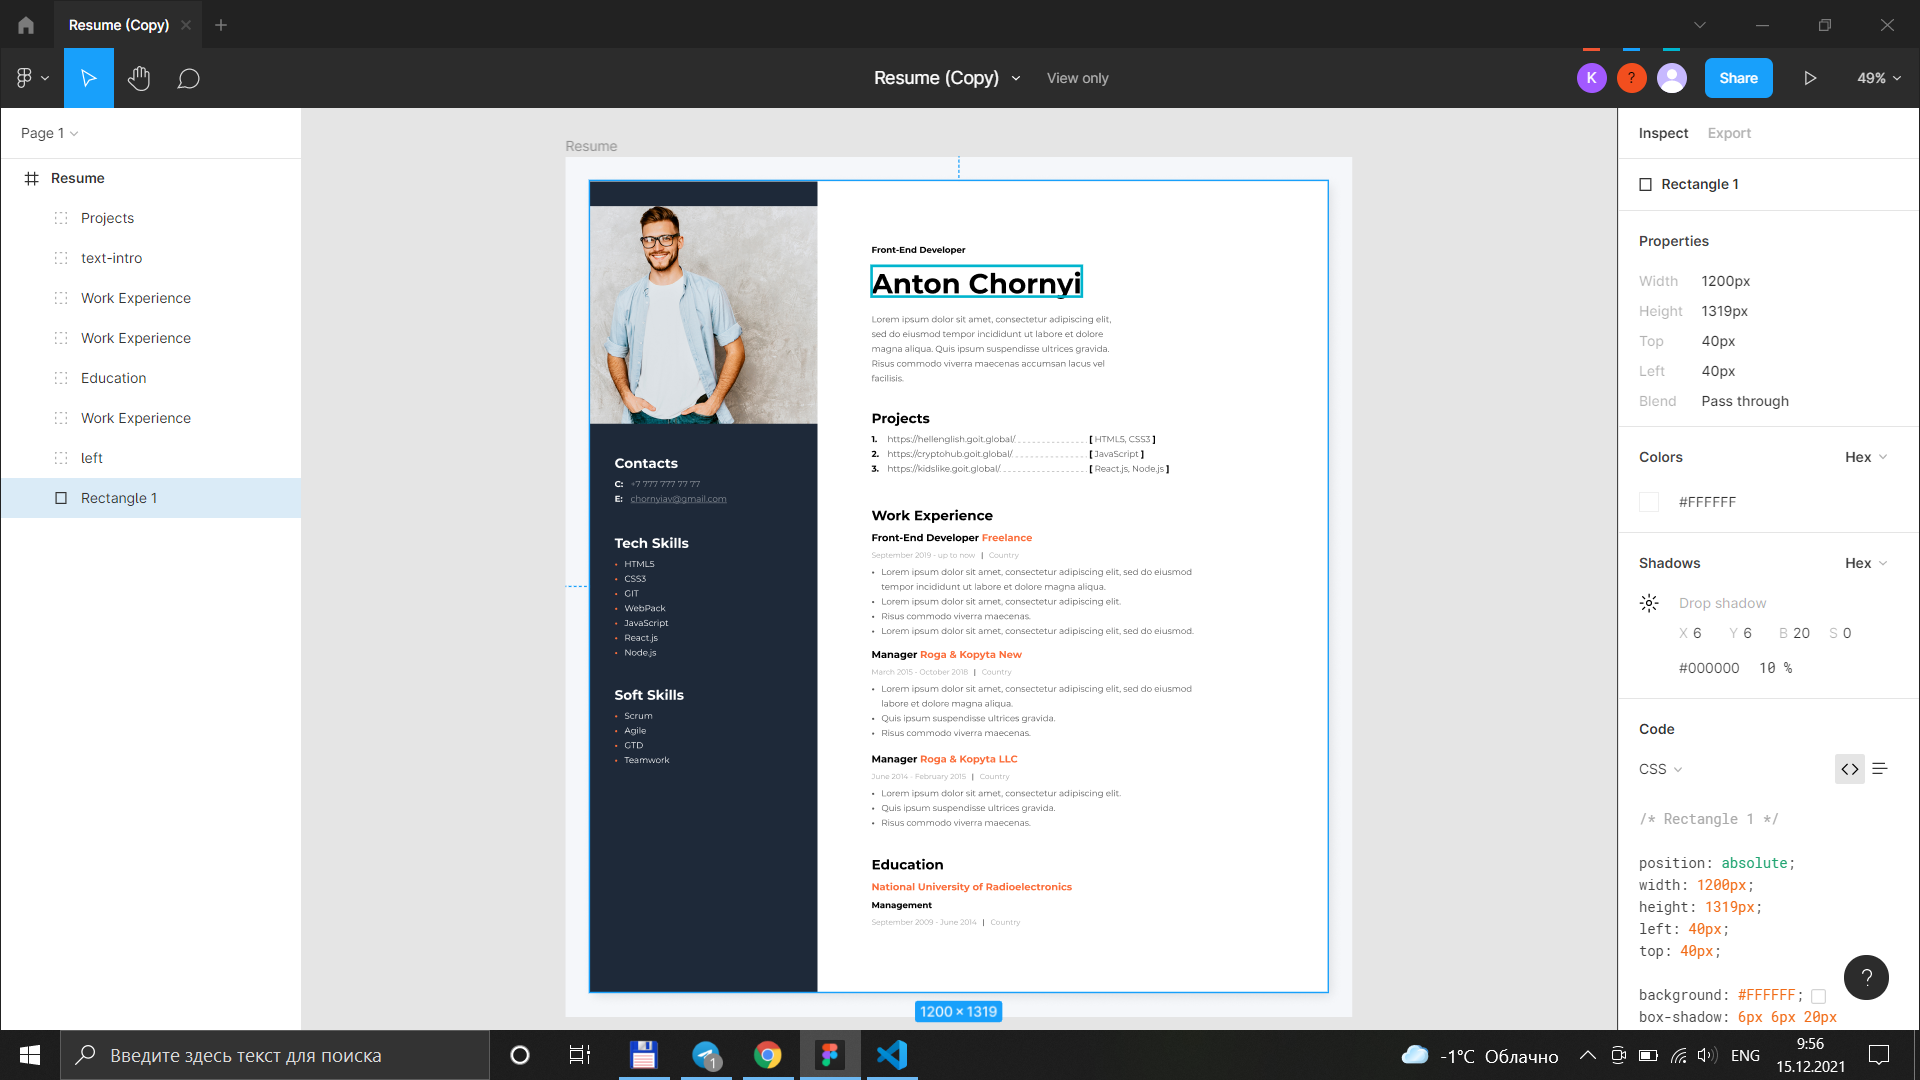 Resume (Copy)
Resume (Copy)
View only
K
?
Share
49%
Page 1
Resume
Projects
text-intro
Work Experience
Work Experience
Education
Work Experience
left
Rectangle 1
Resume
Front-End Developer
Anton Chornyi
Lorem ipsum dolor sit amet, consectetur adipiscing elit,
sed do eiusmod tempor incididunt ut labore et dolore
magna aliqua. Quis ipsum suspendisse ultrices gravida.
Risus commodo viverra maecenas accumsan lacus vel
facilisis.
Projects
1. https://hellenglish.goit.global/ [ HTML5, CSS3 ]
2. https://cryptohub.goit.global/ [ JavaScript ]
3. https://kidslike.goit.global/ [ React.js, Node.js ]
Contacts
C: +7 777 777 77 77
E: chornyiav@gmail.com
Tech Skills
• HTML5
• CSS3
• GIT
• WebPack
• JavaScript
• React.js
• Node.js
Soft Skills
• Scrum
• Agile
• GTD
• Teamwork
Work Experience
Front-End Developer Freelance
September 2019 - up to now | Country
• Lorem ipsum dolor sit amet, consectetur adipiscing elit, sed do eiusmod
tempor incididunt ut labore et dolore magna aliqua.
• Lorem ipsum dolor sit amet, consectetur adipiscing elit.
• Risus commodo viverra maecenas.
• Lorem ipsum dolor sit amet, consectetur adipiscing elit, sed do eiusmod.
Manager Roga & Kopyta New
March 2015 - October 2018 | Country
• Lorem ipsum dolor sit amet, consectetur adipiscing elit, sed do eiusmod
labore et dolore magna aliqua.
• Quis ipsum suspendisse ultrices gravida.
• Risus commodo viverra maecenas.
Manager Roga & Kopyta LLC
June 2014 - February 2015 | Country
• Lorem ipsum dolor sit amet, consectetur adipiscing elit.
• Quis ipsum suspendisse ultrices gravida.
• Risus commodo viverra maecenas.
Education
National University of Radioelectronics
Management
September 2009 - June 2014 | Country
1200 × 1319
Inspect Export
Rectangle 1
Properties
Width 1200px
Height 1319px
Top 40px
Left 40px
Blend Pass through
Colors Hex
#FFFFFF
Shadows Hex
Drop shadow
X 6 Y 6 B 20 S 0
#000000 10 %
Code
CSS
/* Rectangle 1 */
position: absolute;
width: 1200px;
height: 1319px;
left: 40px;
top: 40px;
background: #FFFFFF;
box-shadow: 6px 6px 20px
?
Введите здесь текст для поиска
1
-1°C Облачно
ENG
9:56
15.12.2021